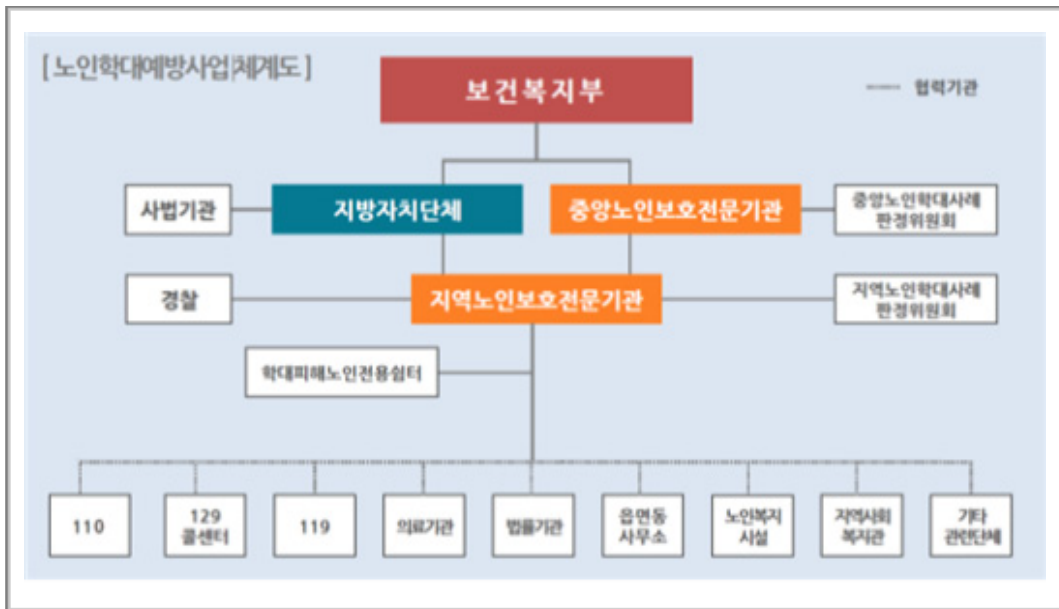 [ 노인학대예방사업체계도 ]
보건복지부
협력기관
사법기관
지방자치단체
중앙노인보호전문기관
중앙노인학대사례
판정위원회
경찰
지역노인보호전문기관
지역노인학대사례
판정위원회
학대피해노인전용쉼터
110
129
콜센터
119
의료기관
법률기관
읍면동
사무소
노인복지
시설
지역사회
복지관
기타
관련단체